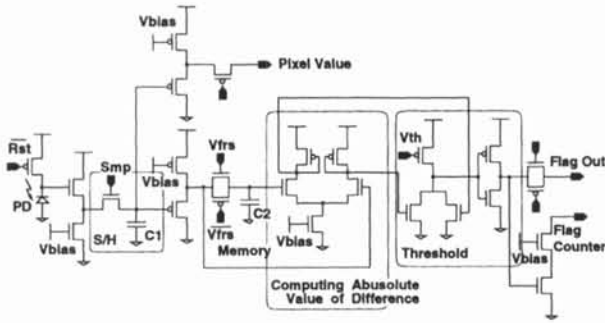 Vbias
Pixel Value
Rst
Smp
Vbias
Vfrs
Vth
Flag Out
PD
Vbias
S/H
C1
Vfrs
C2
Memory
Vbias
Threshold
Vbias
Flag
Counter
Computing Abusolute
Value of Difference